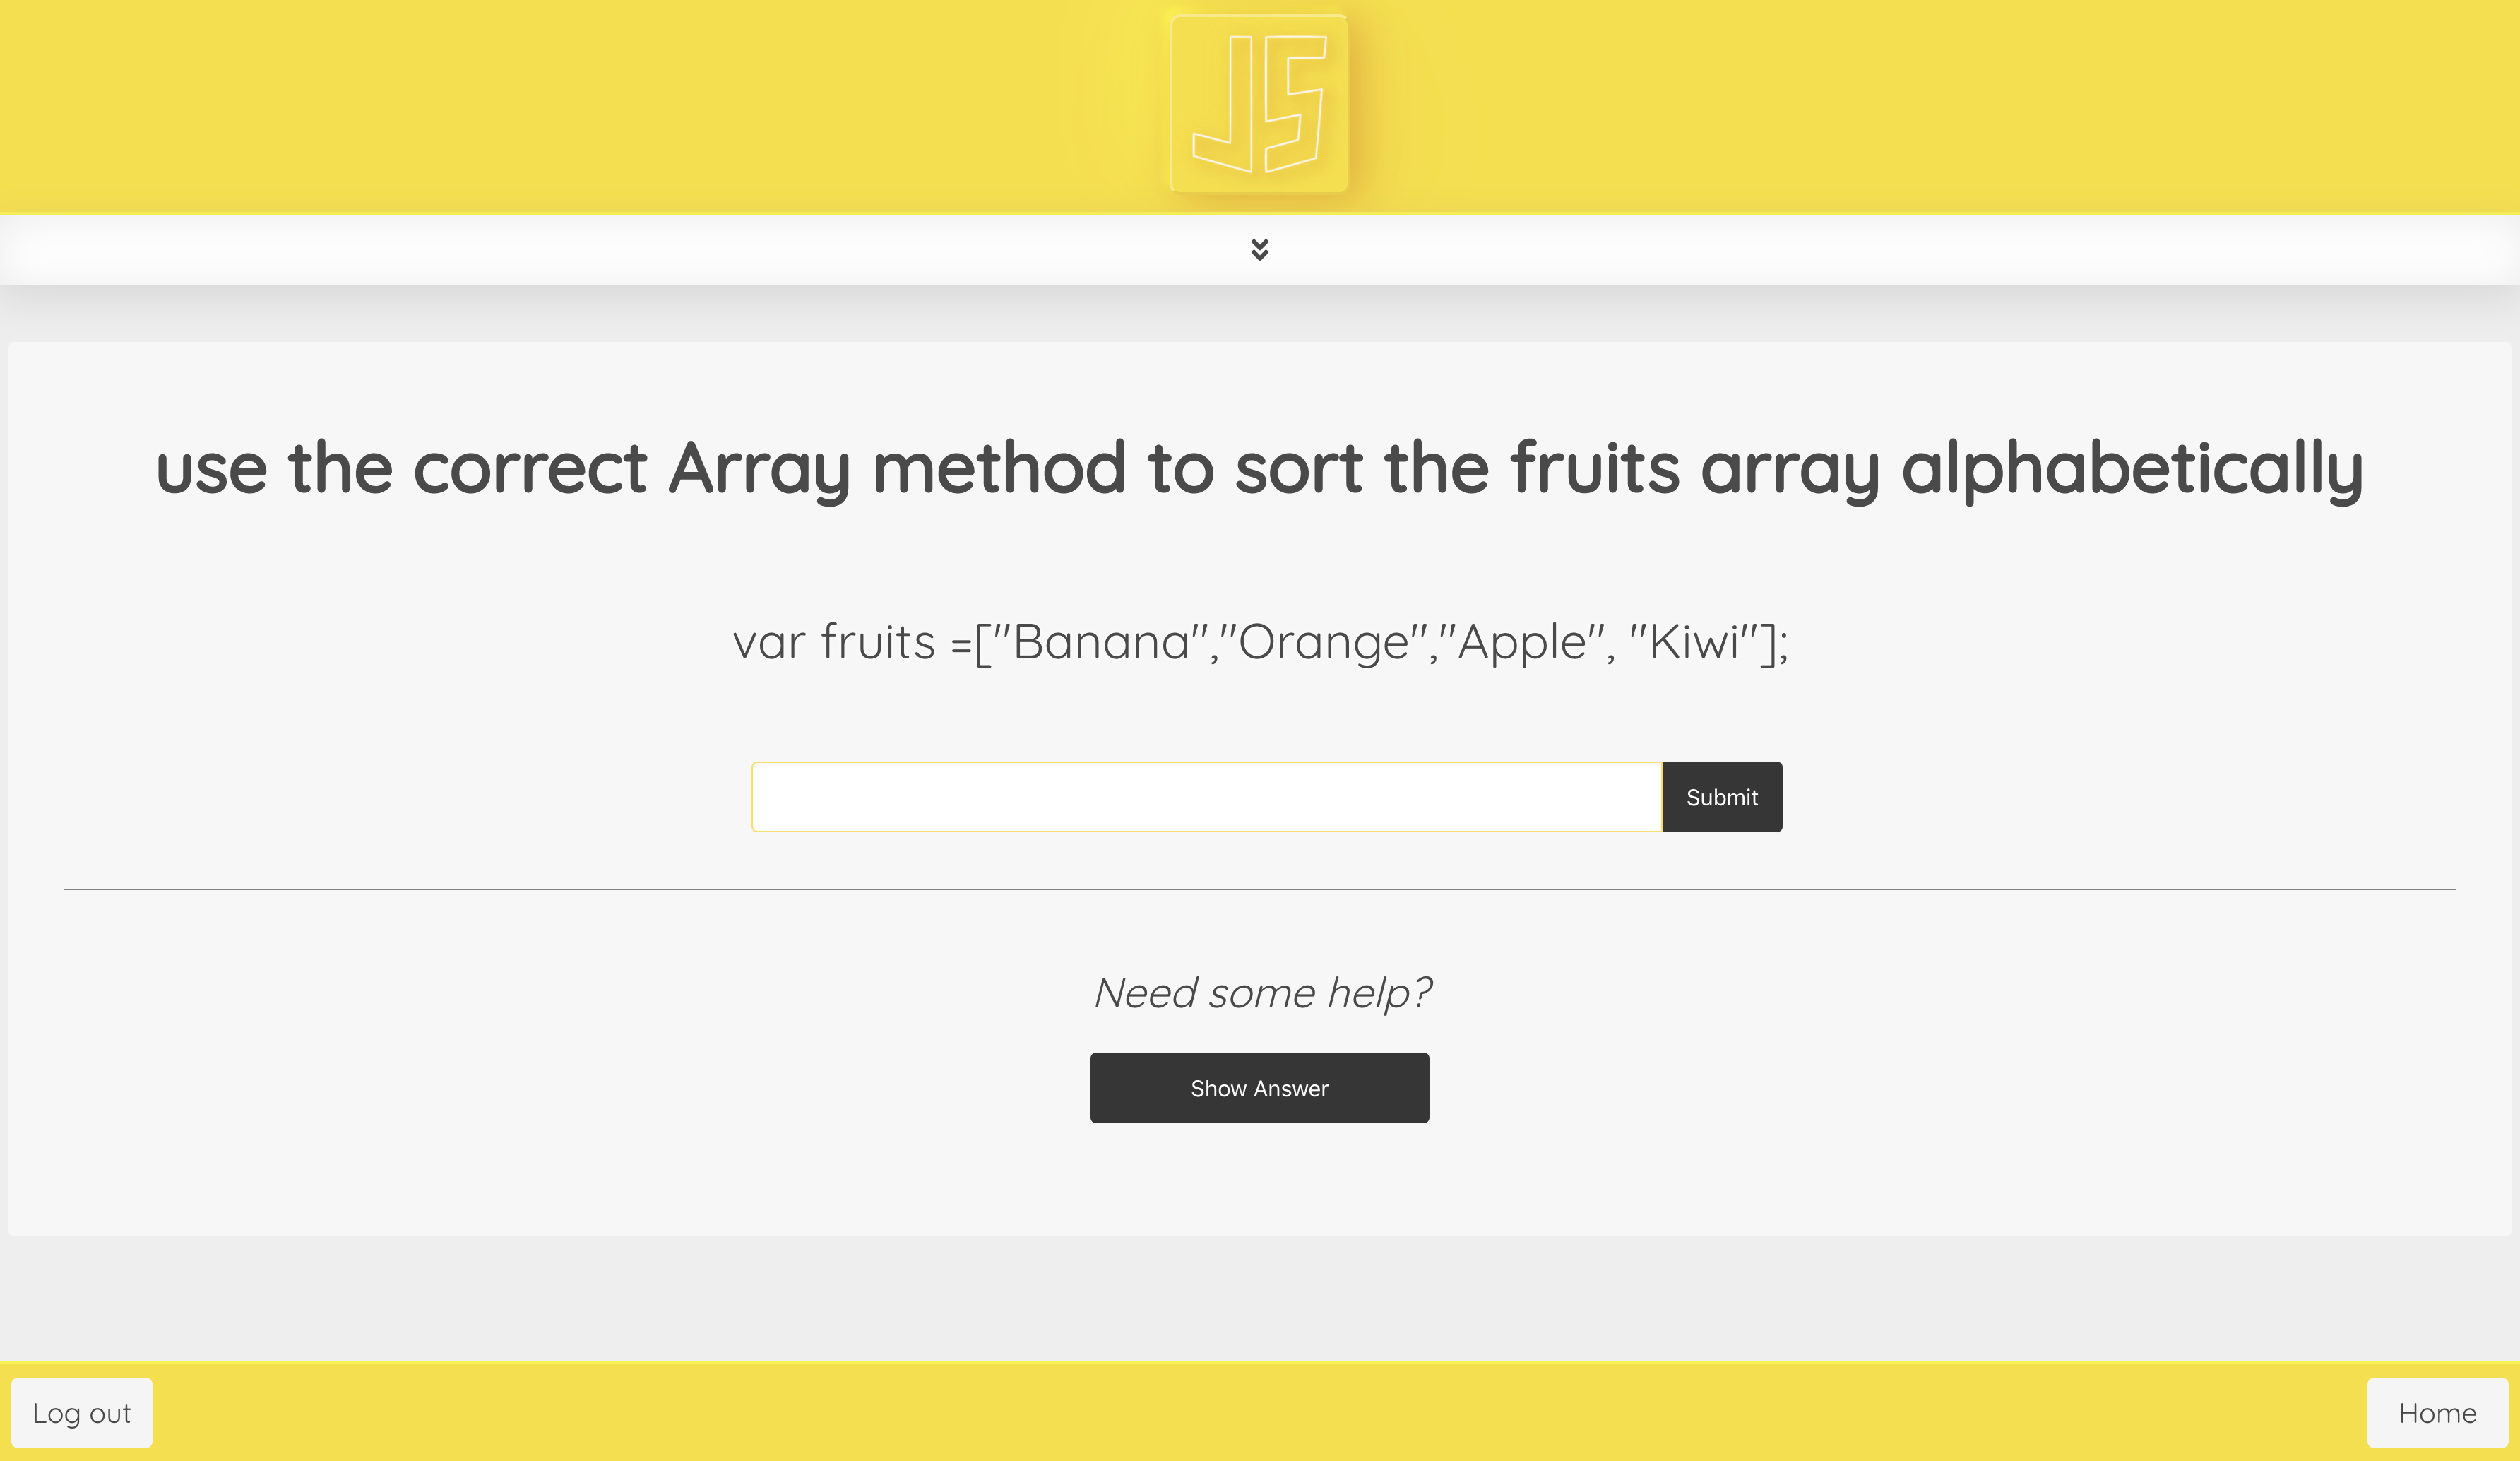 JS
use the correct Array method to sort the fruits array alphabetically
var fruits =["Banana","Orange","Apple", "Kiwi"];
Submit
Need some help?
Show Answer
Log out
Home